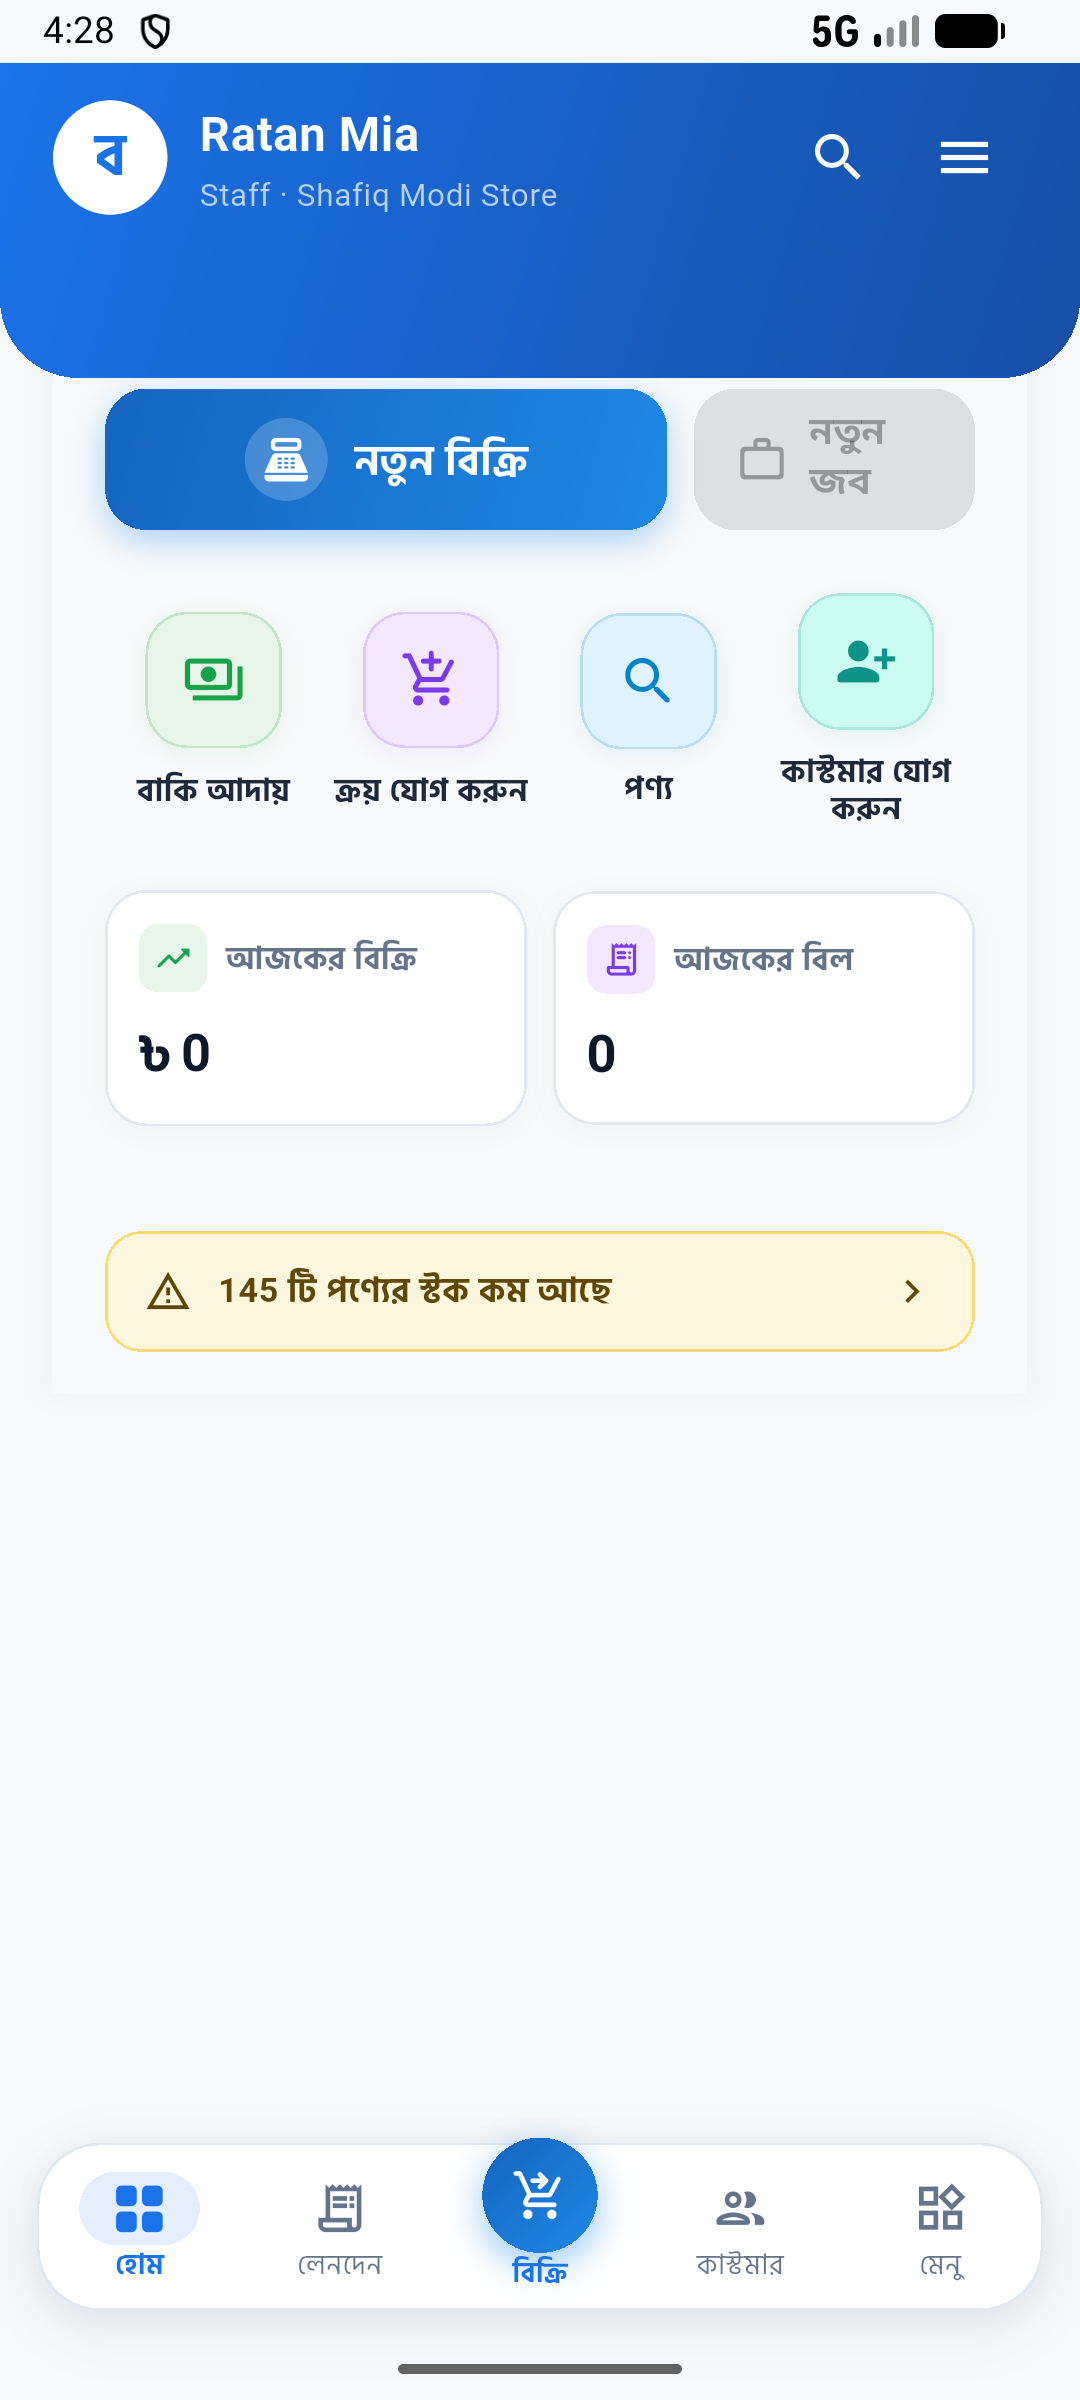 4:28
5G
ব
Ratan Mia
Staff · Shafiq Modi Store
নতুন বিক্রি
নতুন
জব
বাকি আদায়
ক্রয় যোগ করুন
পণ্য
কাস্টমার যোগ
করুন
আজকের বিক্রি
৳ 0
আজকের বিল
0
145 টি পণ্যের স্টক কম আছে
হোম
লেনদেন
বিক্রি
কাস্টমার
মেনু